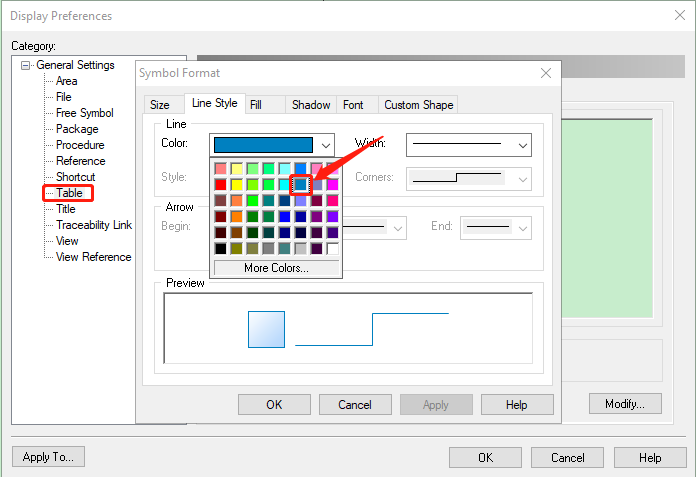 Display Preferences
Category:
General Settings
Area
File
Free Symbol
Package
Procedure
Reference
Shortcut
Table
Title
Traceability Link
View
View Reference
Symbol Format
Size
Line Style
Fill
Shadow
Font
Custom Shape
Line
Color:
Width:
Style:
Corners:
Arrow
Begin:
End:
More Colors...
Preview
OK
Cancel
Apply
Help
Modify...
Apply To...
OK
Cancel
Help